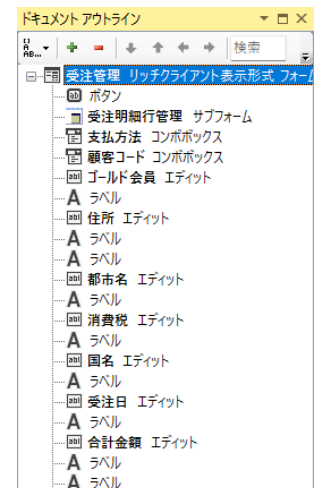 ドキュメント アウトライン
AB...
検索
受注管理 リッチクライアント表示形式 フォー
ボタン
受注明細行管理 サブフォーム
支払方法 コンボボックス
顧客コード コンボボックス
ゴールド会員 エディット
ラベル
住所 エディット
ラベル
ラベル
都市名 エディット
ラベル
消費税 エディット
ラベル
国名 エディット
ラベル
受注日 エディット
ラベル
合計金額 エディット
ラベル
ラベル